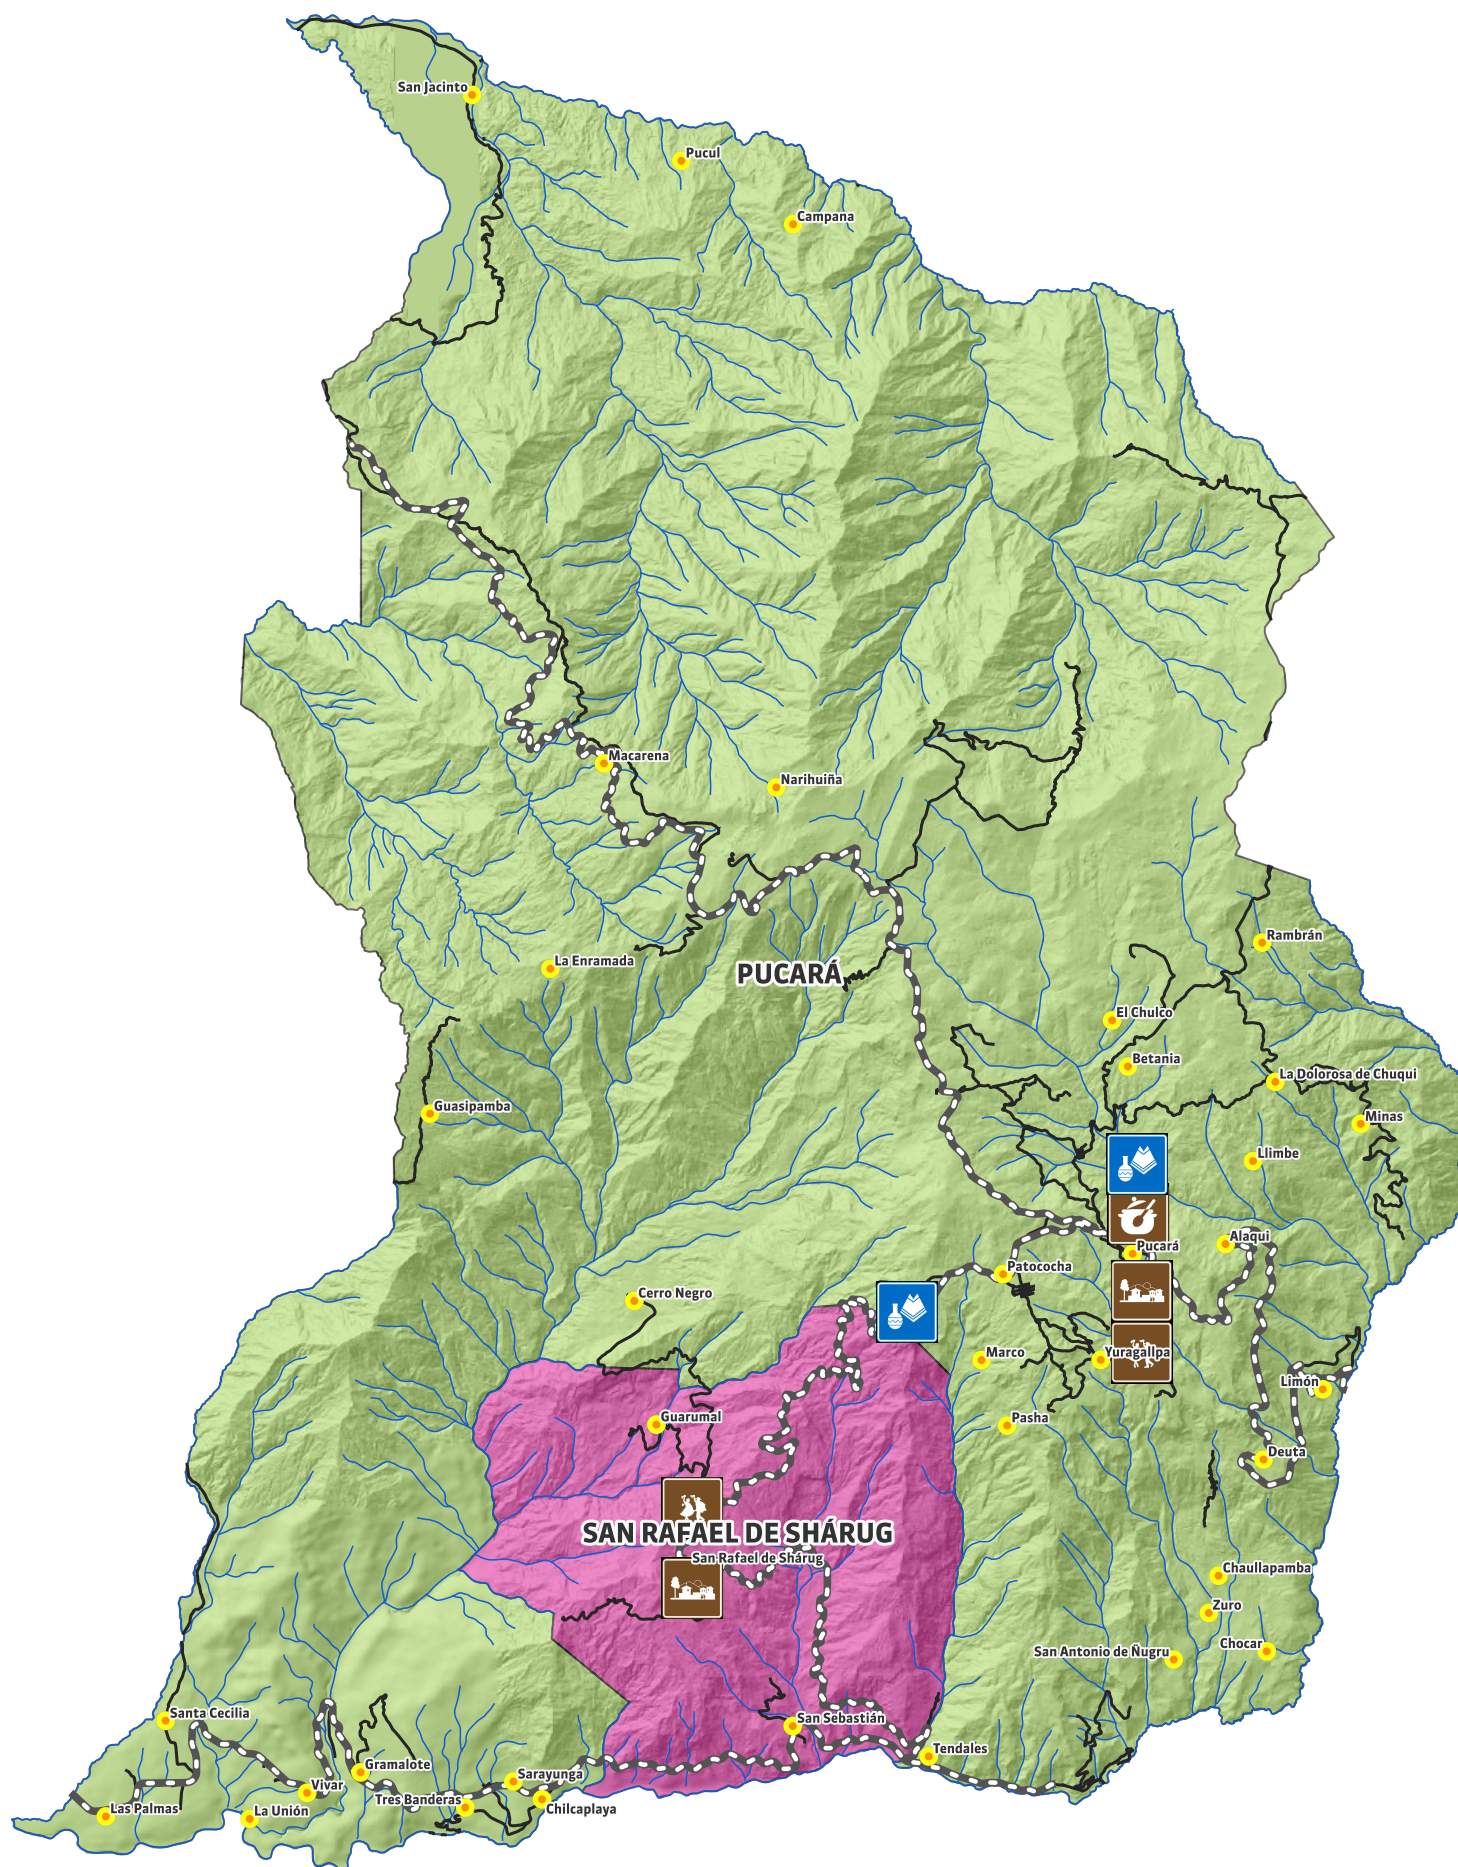 San Jacinto
Pucul
Campana
Macarena
Narihuiña
Rambrán
La Enramada
PUCARÁ
El Chulco
Betania
La Dolorosa de Chuqui
Guasipamba
Minas
Llimbe
Alaqui
Pucará
Patococha
Cerro Negro
Marco
Yuragallpa
Limón
Guarumal
Pasha
Deuta
SAN RAFAEL DE SHÁRUG
San Rafael de Shárug
Chaullapamba
Zuro
Chocar
San Antonio de Ñugru
Santa Cecilia
San Sebastián
Tendales
Gramalote
Sarayunga
Vivar
Tres Banderas
Las Palmas
La Unión
Chilcaplaya